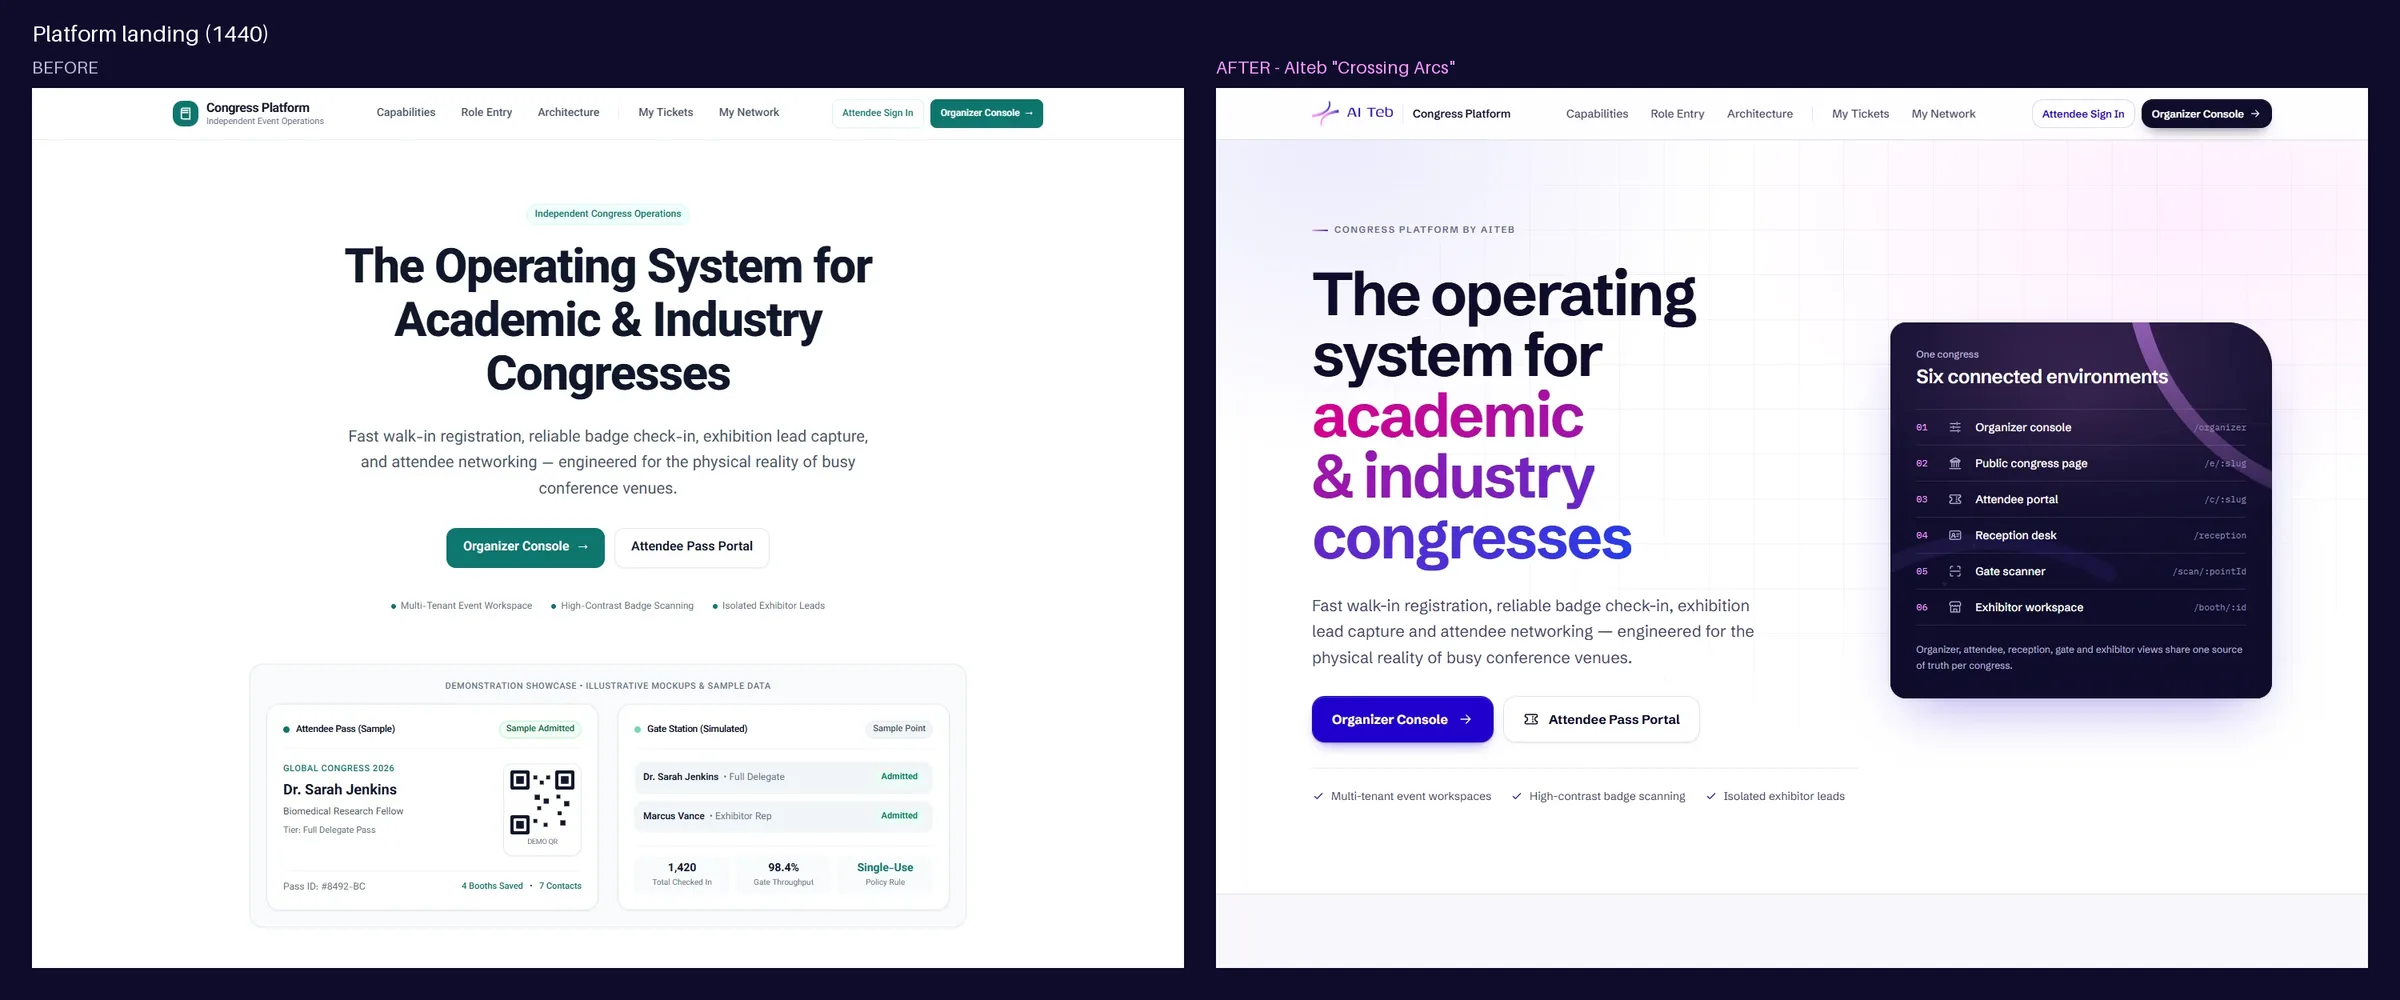 Platform landing (1440)
BEFORE
Congress Platform
Independent Event Operations
Capabilities Role Entry Architecture My Tickets My Network
Attendee Sign In
Organizer Console →
Independent Congress Operations
The Operating System for
Academic & Industry
Congresses
Fast walk-in registration, reliable badge check-in, exhibition lead capture,
and attendee networking — engineered for the physical reality of busy
conference venues.
Organizer Console →
Attendee Pass Portal
• Multi-Tenant Event Workspace • High-Contrast Badge Scanning • Isolated Exhibitor Leads
DEMONSTRATION SHOWCASE • ILLUSTRATIVE MOCKUPS & SAMPLE DATA
Attendee Pass (Sample)
Sample Admitted
GLOBAL CONGRESS 2026
Dr. Sarah Jenkins
Biomedical Research Fellow
Tier: Full Delegate Pass
DEMO QR
Pass ID: #8492-BC
4 Booths Saved • 7 Contacts
Gate Station (Simulated)
Sample Point
Dr. Sarah Jenkins • Full Delegate
Admitted
Marcus Vance • Exhibitor Rep
Admitted
1,420
Total Checked In
98.4%
Gate Throughput
Single-Use
Policy Rule
AFTER - AIteb "Crossing Arcs"
AI Teb
Congress Platform
Capabilities Role Entry Architecture My Tickets My Network
Attendee Sign In
Organizer Console →
CONGRESS PLATFORM BY AITEB
The operating
system for
academic
& industry
congresses
Fast walk-in registration, reliable badge check-in, exhibition
lead capture and attendee networking — engineered for the
physical reality of busy conference venues.
Organizer Console →
Attendee Pass Portal
✓ Multi-tenant event workspaces ✓ High-contrast badge scanning ✓ Isolated exhibitor leads
One congress
Six connected environments
01 Organizer console /organizer
02 Public congress page /e/:slug
03 Attendee portal /c/:slug
04 Reception desk /reception
05 Gate scanner /scan/:pointId
06 Exhibitor workspace /booth/:id
Organizer, attendee, reception, gate and exhibitor views share one source
of truth per congress.